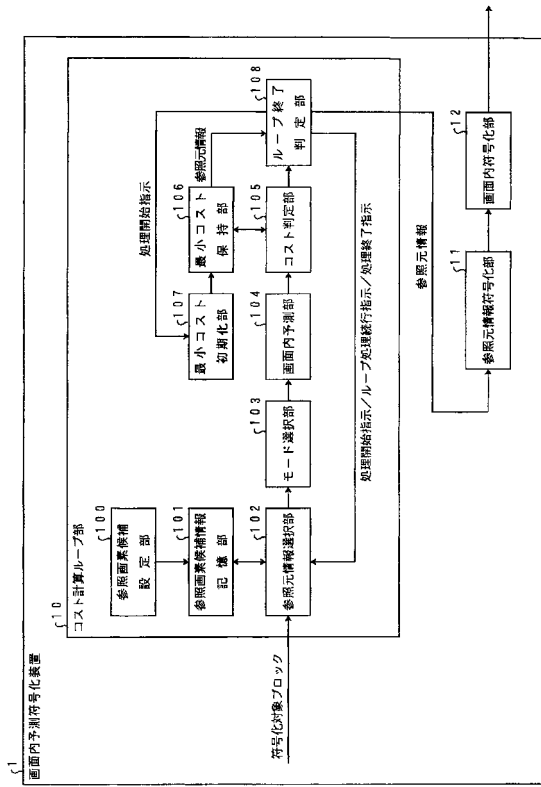 1
画面内予測符号化装置
10
コスト計算ループ部
100
参照画素候補
設定部
101
参照画素候補情報
記憶部
102
参照元情報選択部
103
モード選択部
104
画面内予測部
105
コスト判定部
106
最小コスト
保持部
107
最小コスト
初期化部
108
ループ終了
判定部
処理開始指示
参照元情報
符号化対象ブロック
処理開始指示/ループ処理続行指示/処理終了指示
参照元情報
11
参照元情報符号化部
12
画面内符号化部